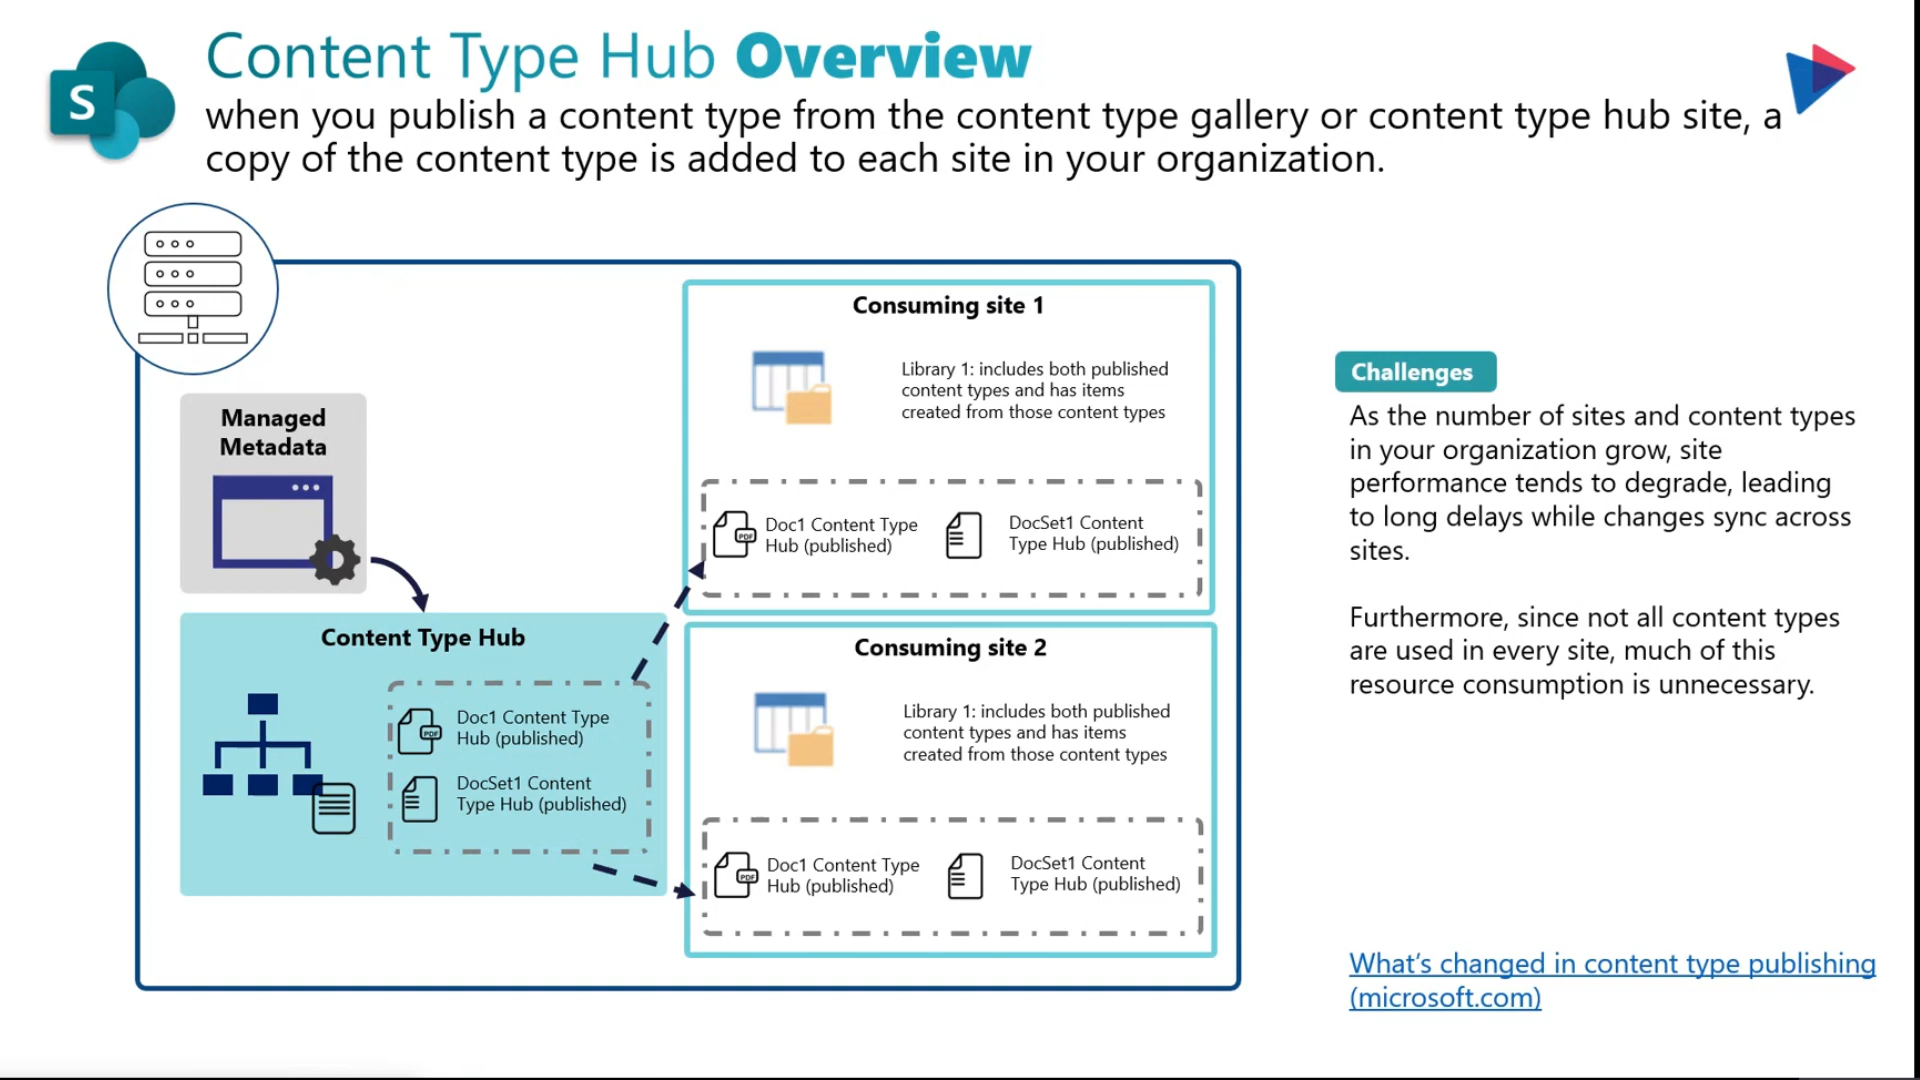 Content Type Hub Overview
when you publish a content type from the content type gallery or content type hub site, a
copy of the content type is added to each site in your organization.
S
Managed
Metadata
Content Type Hub
Doc1 Content Type
Hub (published)
PDF
DocSet1 Content
Type Hub (published)
Consuming site 1
Library 1: includes both published
content types and has items
created from those content types
PDF
Doc1 Content Type
Hub (published)
DocSet1 Content
Type Hub (published)
Consuming site 2
Library 1: includes both published
content types and has items
created from those content types
PDF
Doc1 Content Type
Hub (published)
DocSet1 Content
Type Hub (published)
Challenges
As the number of sites and content types
in your organization grow, site
performance tends to degrade, leading
to long delays while changes sync across
sites.
Furthermore, since not all content types
are used in every site, much of this
resource consumption is unnecessary.
What's changed in content type publishing
(microsoft.com)